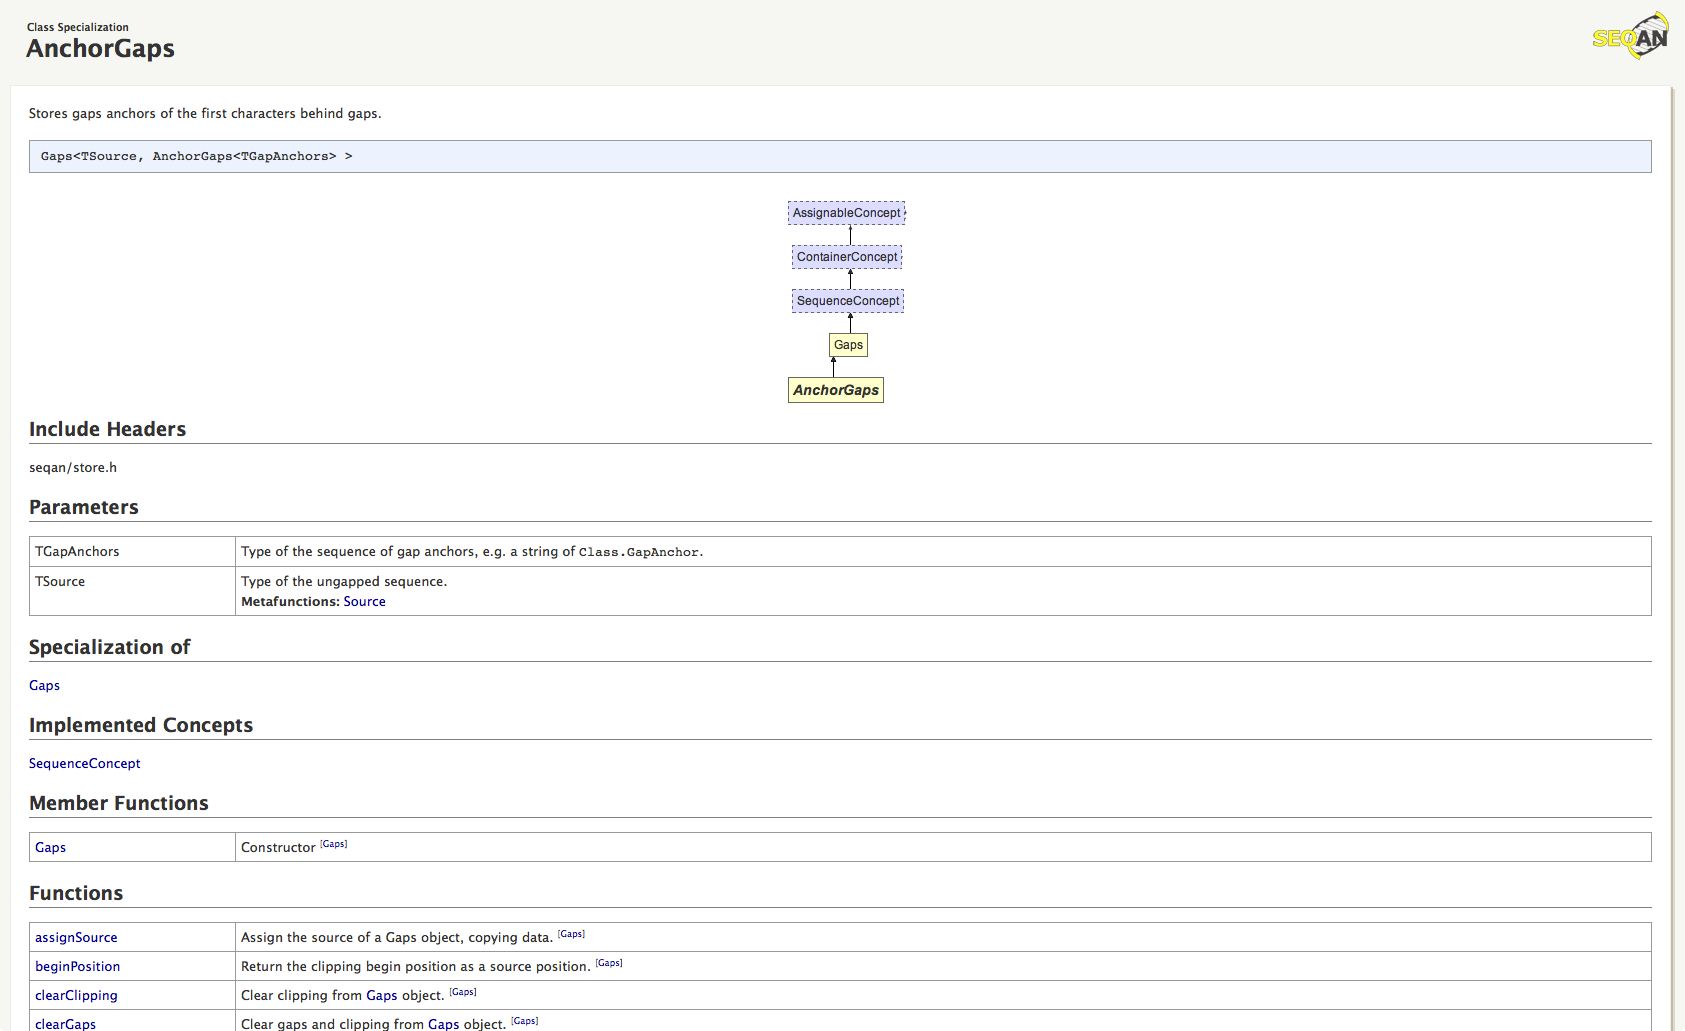 Class Specialization
AnchorGaps
SEQAN
Stores gaps anchors of the first characters behind gaps.
Gaps<TSource, AnchorGaps<TGapAnchors> >
AssignableConcept
ContainerConcept
SequenceConcept
Gaps
AnchorGaps
Include Headers
seqan/store.h
Parameters
TGapAnchors Type of the sequence of gap anchors, e.g. a string of Class.GapAnchor.
TSource Type of the ungapped sequence.
Metafunctions: Source
Specialization of
Gaps
Implemented Concepts
SequenceConcept
Member Functions
Gaps Constructor [Gaps]
Functions
assignSource Assign the source of a Gaps object, copying data. [Gaps]
beginPosition Return the clipping begin position as a source position. [Gaps]
clearClipping Clear clipping from Gaps object. [Gaps]
clearGaps Clear gaps and clipping from Gaps object. [Gaps]